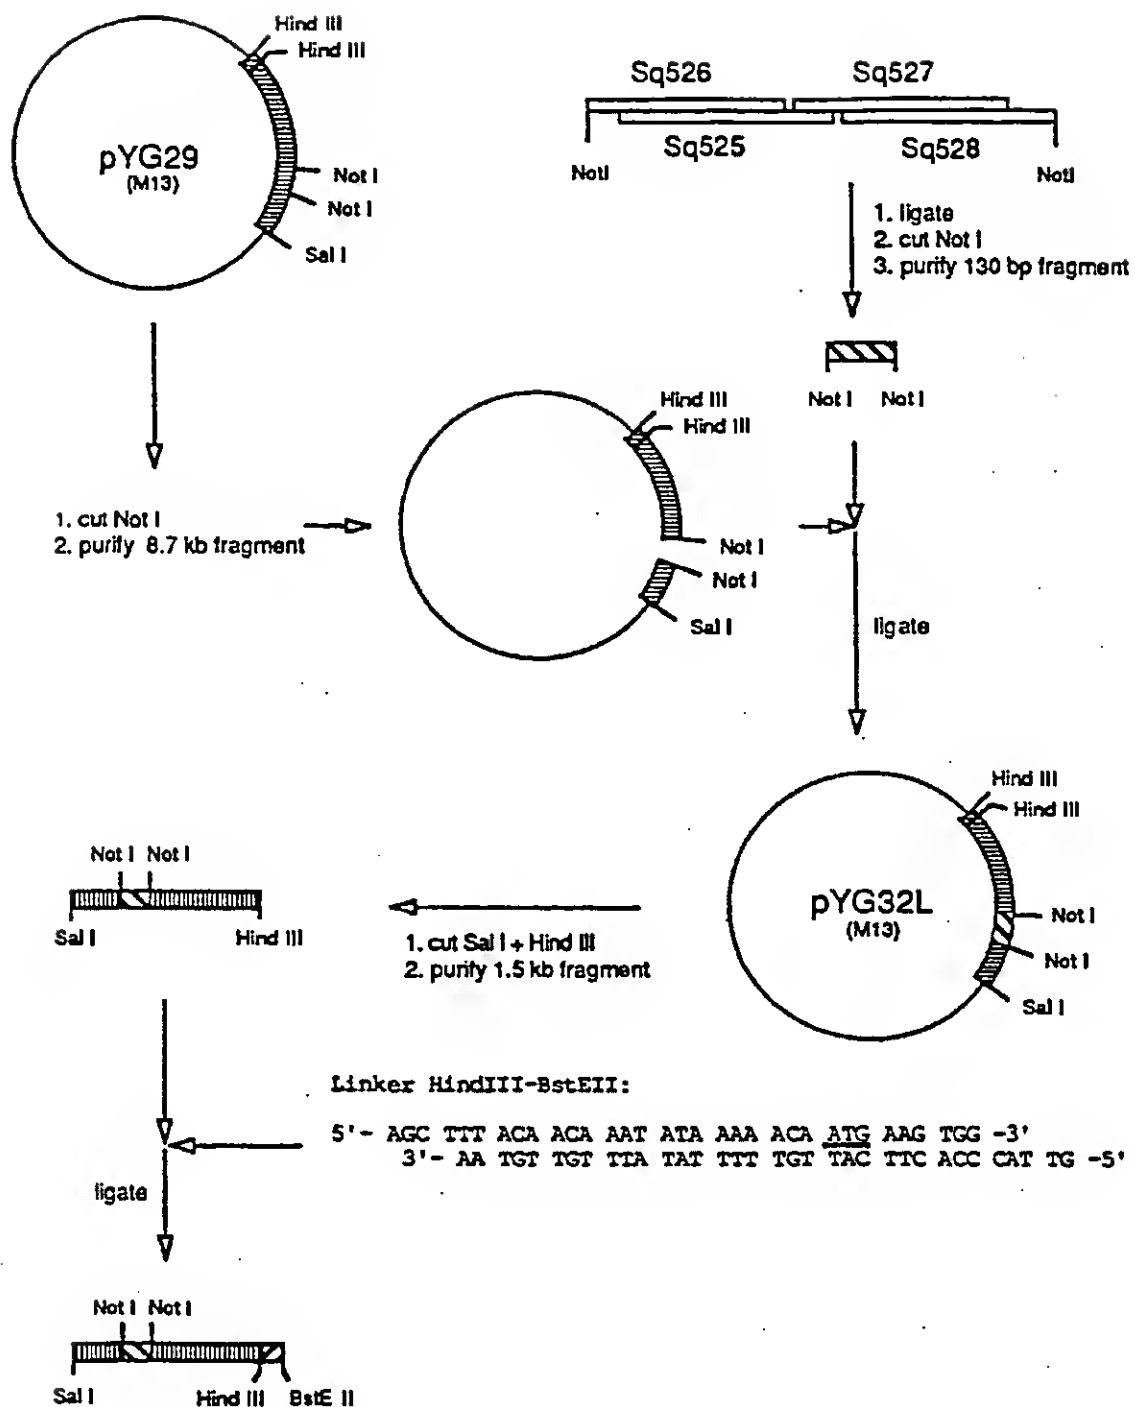 Hind III
Hind III
pYG29
(M13)
Not I
Not I
Sal I
Sq526
Sq527
Sq525
Sq528
NotI
NotI
1. ligate
2. cut Not I
3. purify 130 bp fragment
Not I Not I
1. cut Not I
2. purify 8.7 kb fragment
Hind III
Hind III
Not I
Not I
Sal I
ligate
Hind III
Hind III
pYG32L
(M13)
Not I
Not I
Sal I
Not I Not I
Sal I
Hind III
1. cut Sal I + Hind III
2. purify 1.5 kb fragment
Linker HindIII-BstEII:
5'- AGC TTT ACA ACA AAT ATA AAA ACA ATG AAG TGG -3'
3'- AA TGT TGT TTA TAT TTT TGT TAC TTC ACC CAT TG -5'
ligate
Not I Not I
Sal I
Hind III
BstE II